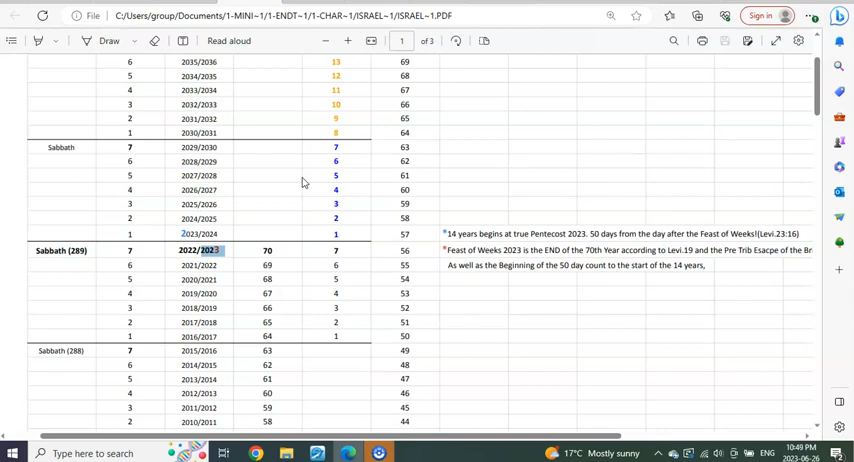 File C:/Users/group/Documents/1-MINI~1/1-ENDT~1/1-CHAR~1/ISRAEL~1/ISRAEL~1.PDF Sign in
Draw Read aloud 1 of 3
6 2035/2036 13 69
5 2034/2035 12 68
4 2033/2034 11 67
3 2032/2033 10 66
2 2031/2032 9 65
1 2030/2031 8 64
Sabbath 7 2029/2030 7 63
6 2028/2029 6 62
5 2027/2028 5 61
4 2026/2027 4 60
3 2025/2026 3 59
2 2024/2025 2 58
1 2023/2024 1 57 *14 years begins at true Pentecost 2023. 50 days from the day after the Feast of Weeks!(Levi.23:16)
Sabbath (289) 7 2022/2023 70 7 56 *Feast of Weeks 2023 is the END of the 70th Year according to Levi.19 and the Pre Trib Esacpe of the Bri
6 2021/2022 69 6 55 As well as the Beginning of the 50 day count to the start of the 14 years,
5 2020/2021 68 5 54
4 2019/2020 67 4 53
3 2018/2019 66 3 52
2 2017/2018 65 2 51
1 2016/2017 64 1 50
Sabbath (288) 7 2015/2016 63 49
6 2014/2015 62 48
5 2013/2014 61 47
4 2012/2013 60 46
3 2011/2012 59 45
2 2010/2011 58 44
Type here to search 17°C Mostly sunny ENG 10:49 PM
2023-06-26 2